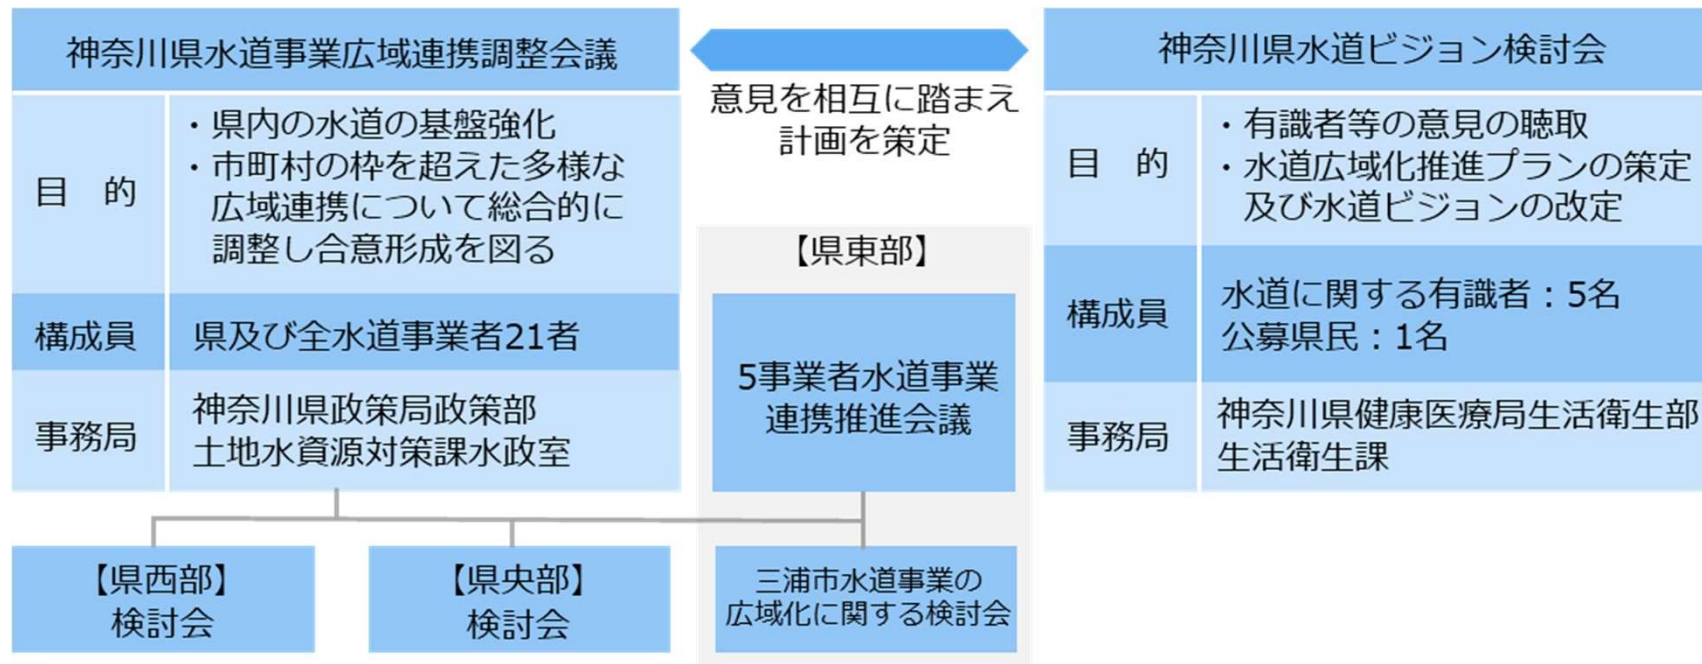 神奈川県水道事業広域連携調整会議
目　的
・県内の水道の基盤強化
・市町村の枠を超えた多様な
広域連携について総合的に
調整し合意形成を図る
構成員
県及び全水道事業者21者
事務局
神奈川県政策局政策部
土地水資源対策課水政室
意見を相互に踏まえ
計画を策定
神奈川県水道ビジョン検討会
目　的
・有識者等の意見の聴取
・水道広域化推進プランの策定
及び水道ビジョンの改定
構成員
水道に関する有識者：5名
公募県民：1名
事務局
神奈川県健康医療局生活衛生部
生活衛生課
【県東部】
5事業者水道事業
連携推進会議
【県西部】
検討会
【県央部】
検討会
三浦市水道事業の
広域化に関する検討会